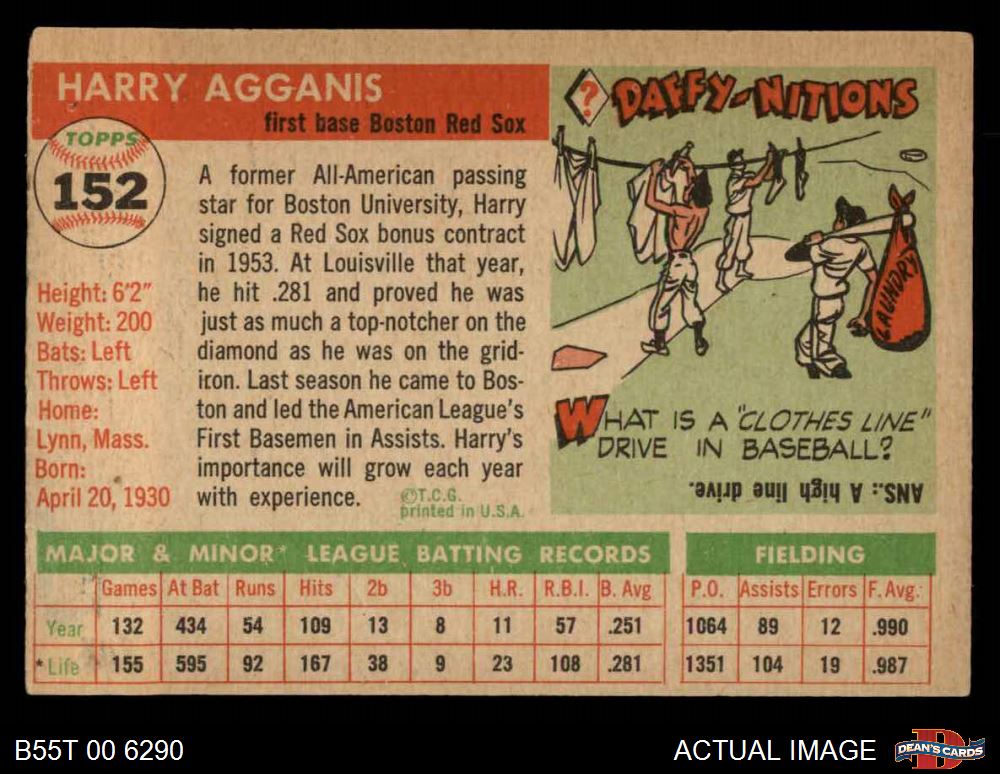 HARRY AGGANIS
first base Boston Red Sox
TOPPS
152
A former All-American passing
star for Boston University, Harry
signed a Red Sox bonus contract
in 1953. At Louisville that year,
he hit .281 and proved he was
just as much a top-notcher on the
diamond as he was on the grid-
iron. Last season he came to Bos-
ton and led the American League's
First Basemen in Assists. Harry's
importance will grow each year
with experience.
©T.C.G.
printed in U.S.A.
Height: 6'2"
Weight: 200
Bats: Left
Throws: Left
Home:
Lynn, Mass.
Born:
April 20, 1930
? DAFFY-NITIONS
LAUNDRY
WHAT IS A "CLOTHES LINE"
DRIVE IN BASEBALL?
ANS.: A high line drive.
MAJOR & MINOR* LEAGUE BATTING RECORDS
Games At Bat Runs Hits 2b 3b H.R. R.B.I. B. Avg
Year 132 434 54 109 13 8 11 57 .251
*Life 155 595 92 167 38 9 23 108 .281
FIELDING
P.O. Assists Errors F. Avg.
1064 89 12 .990
1351 104 19 .987
B55T 00 6290
ACTUAL IMAGE
D
DEAN'S CARDS